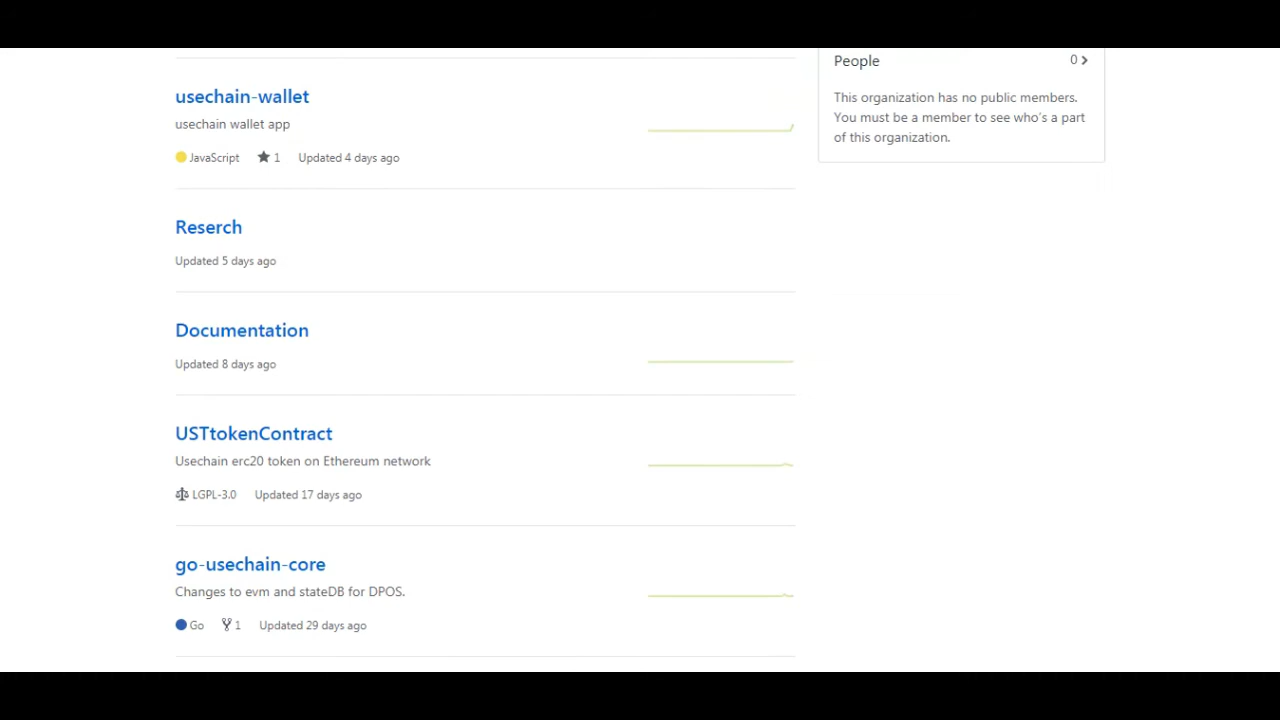 People 0
This organization has no public members.
You must be a member to see who's a part
of this organization.
usechain-wallet
usechain wallet app
JavaScript 1 Updated 4 days ago
Reserch
Updated 5 days ago
Documentation
Updated 8 days ago
USTtokenContract
Usechain erc20 token on Ethereum network
LGPL-3.0 Updated 17 days ago
go-usechain-core
Changes to evm and stateDB for DPOS.
Go 1 Updated 29 days ago